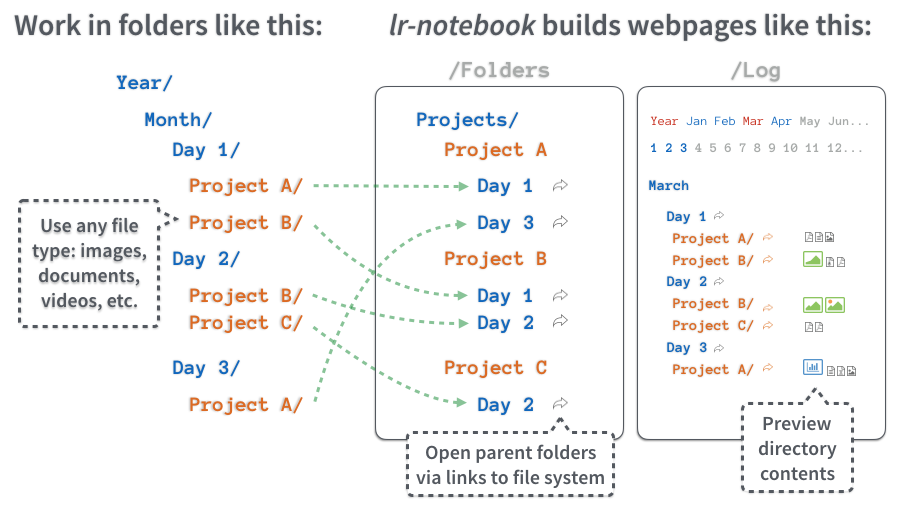 Work in folders like this:
lr-notebook builds webpages like this:
Year/
Month/
Day 1/
Project A/
Project B/
Day 2/
Project B/
Project C/
Day 3/
Project A/
Use any file
type: images,
documents,
videos, etc.
/Folders
Projects/
Project A
Day 1
Day 3
Project B
Day 1
Day 2
Project C
Day 2
Open parent folders
via links to file system
/Log
Year Jan Feb Mar Apr May Jun...
1 2 3 4 5 6 7 8 9 10 11 12...
March
Day 1
Project A/
Project B/
Day 2
Project B/
Project C/
Day 3
Project A/
Preview
directory
contents